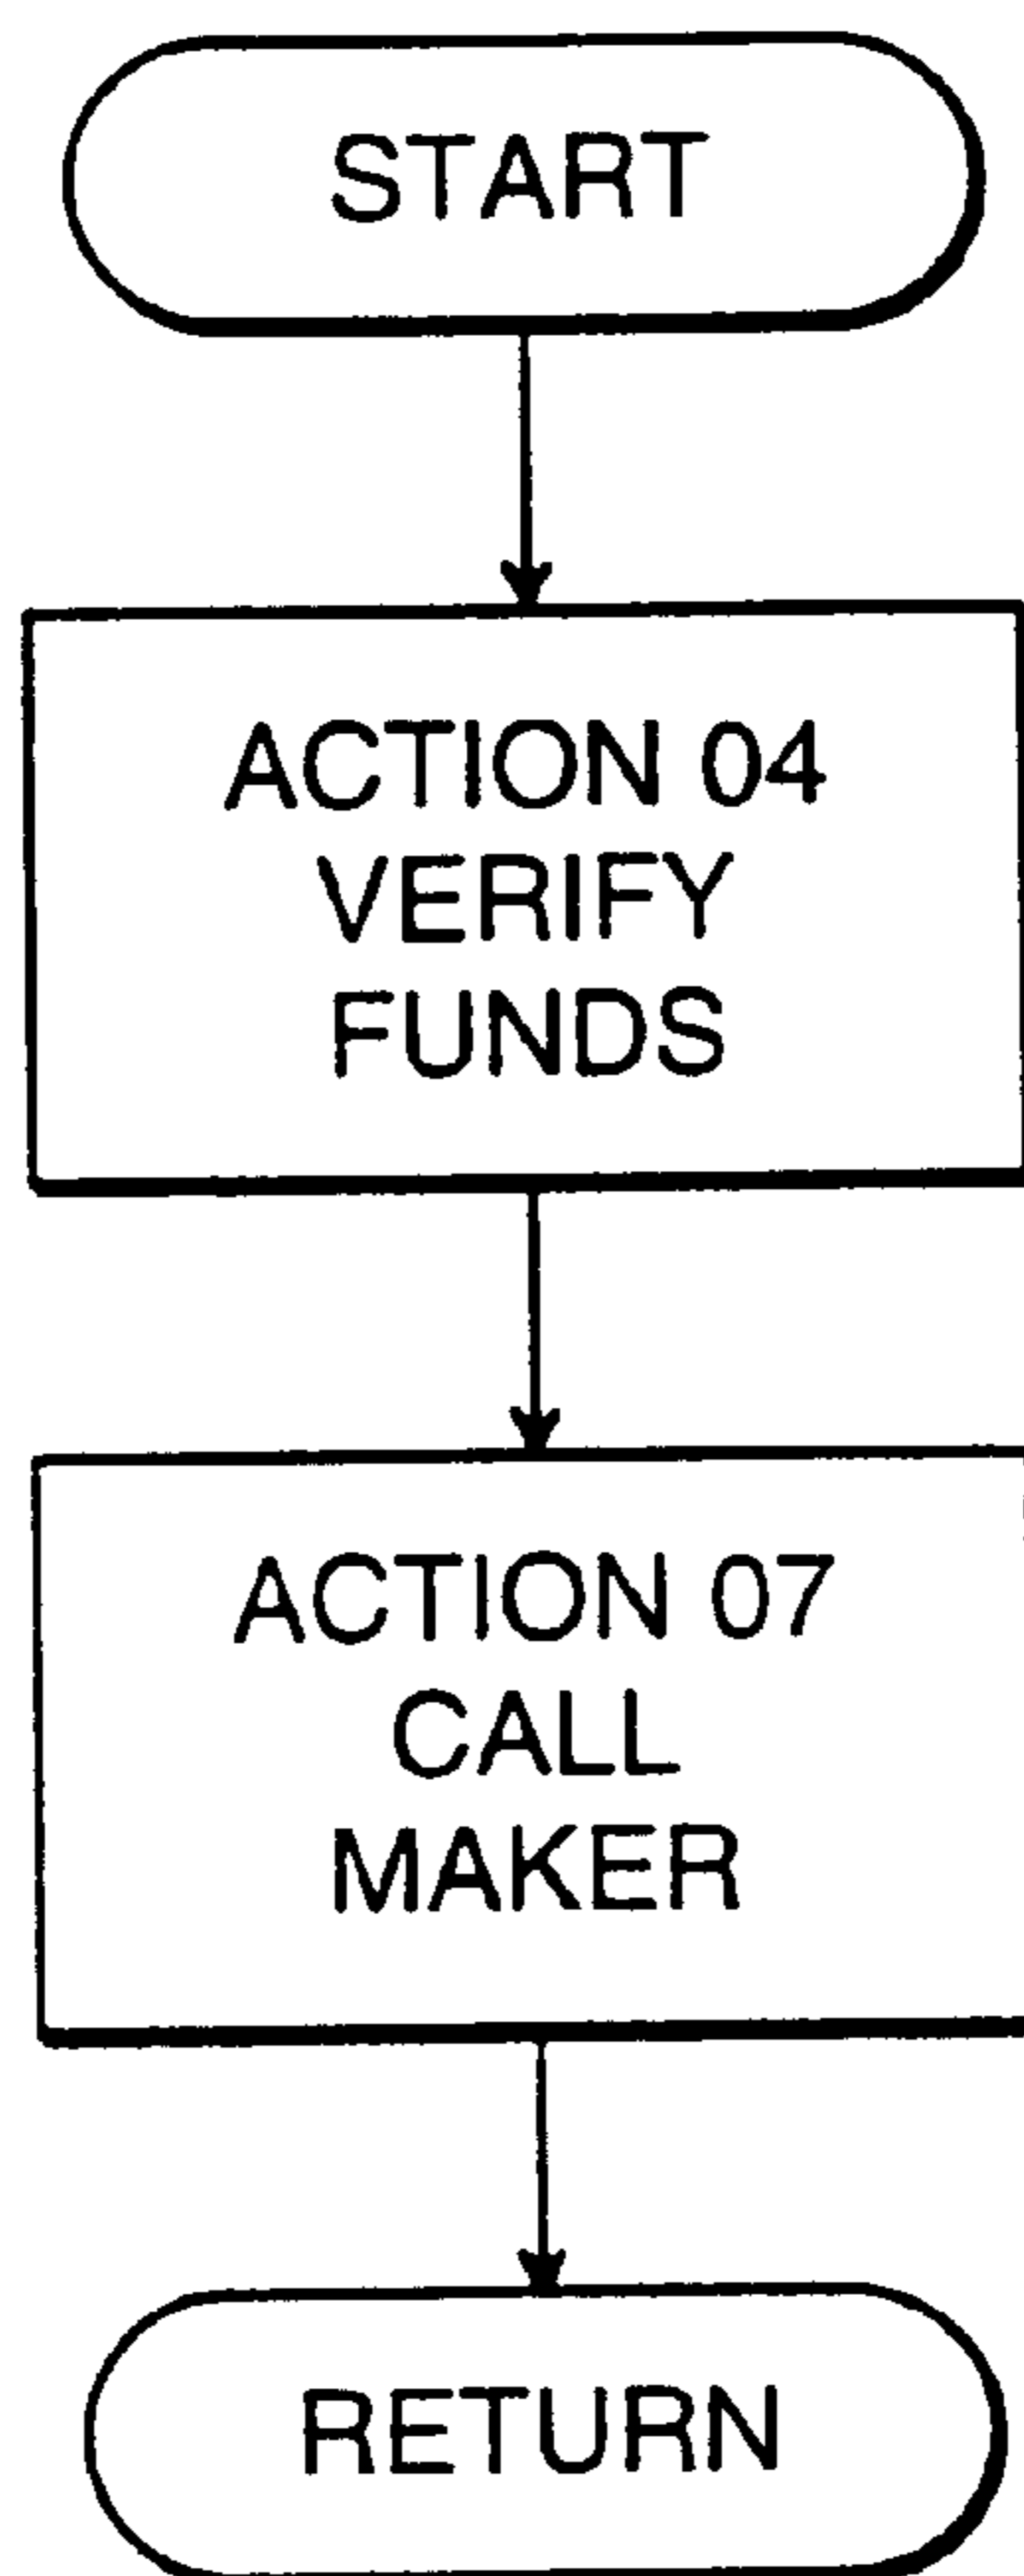 START
ACTION 04
VERIFY
FUNDS
ACTION 07
CALL
MAKER
RETURN